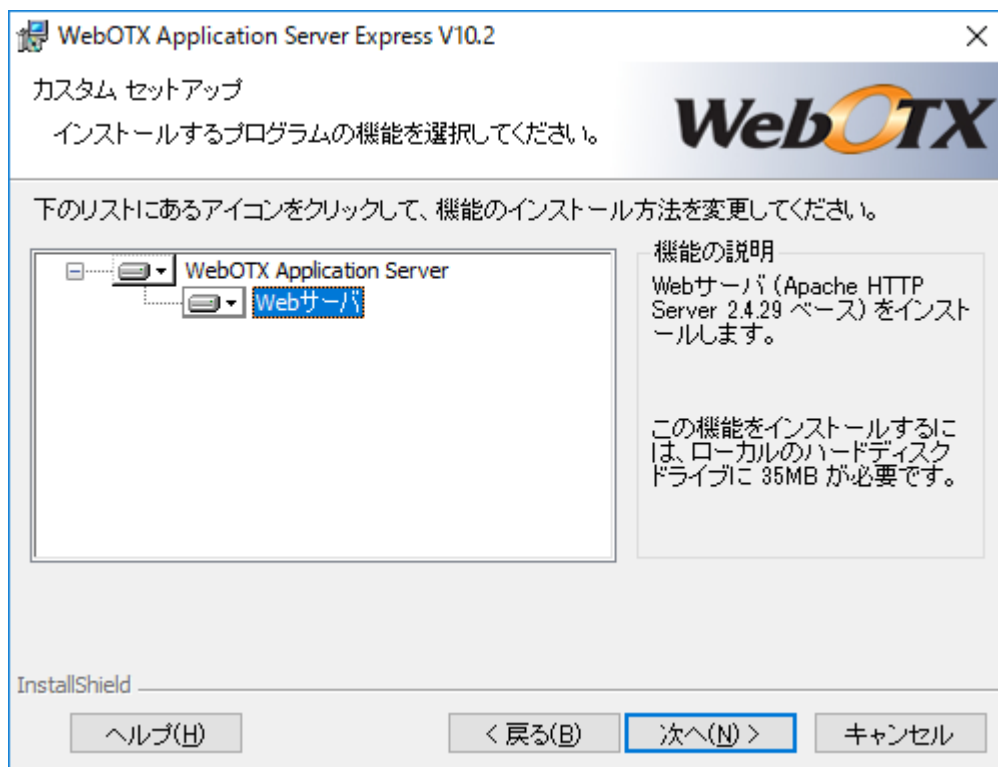 WebOTX Application Server Express V10.2
カスタム セットアップ
インストールするプログラムの機能を選択してください。
WebOTX
下のリストにあるアイコンをクリックして、機能のインストール方法を変更してください。
WebOTX Application Server
Webサーバ
機能の説明
Webサーバ (Apache HTTP
Server 2.4.29 ベース) をインスト
ールします。
この機能をインストールするに
は、ローカルのハードディスク
ドライブに 35MB が必要です。
InstallShield
ヘルプ(H)
< 戻る(B)
次へ(N) >
キャンセル